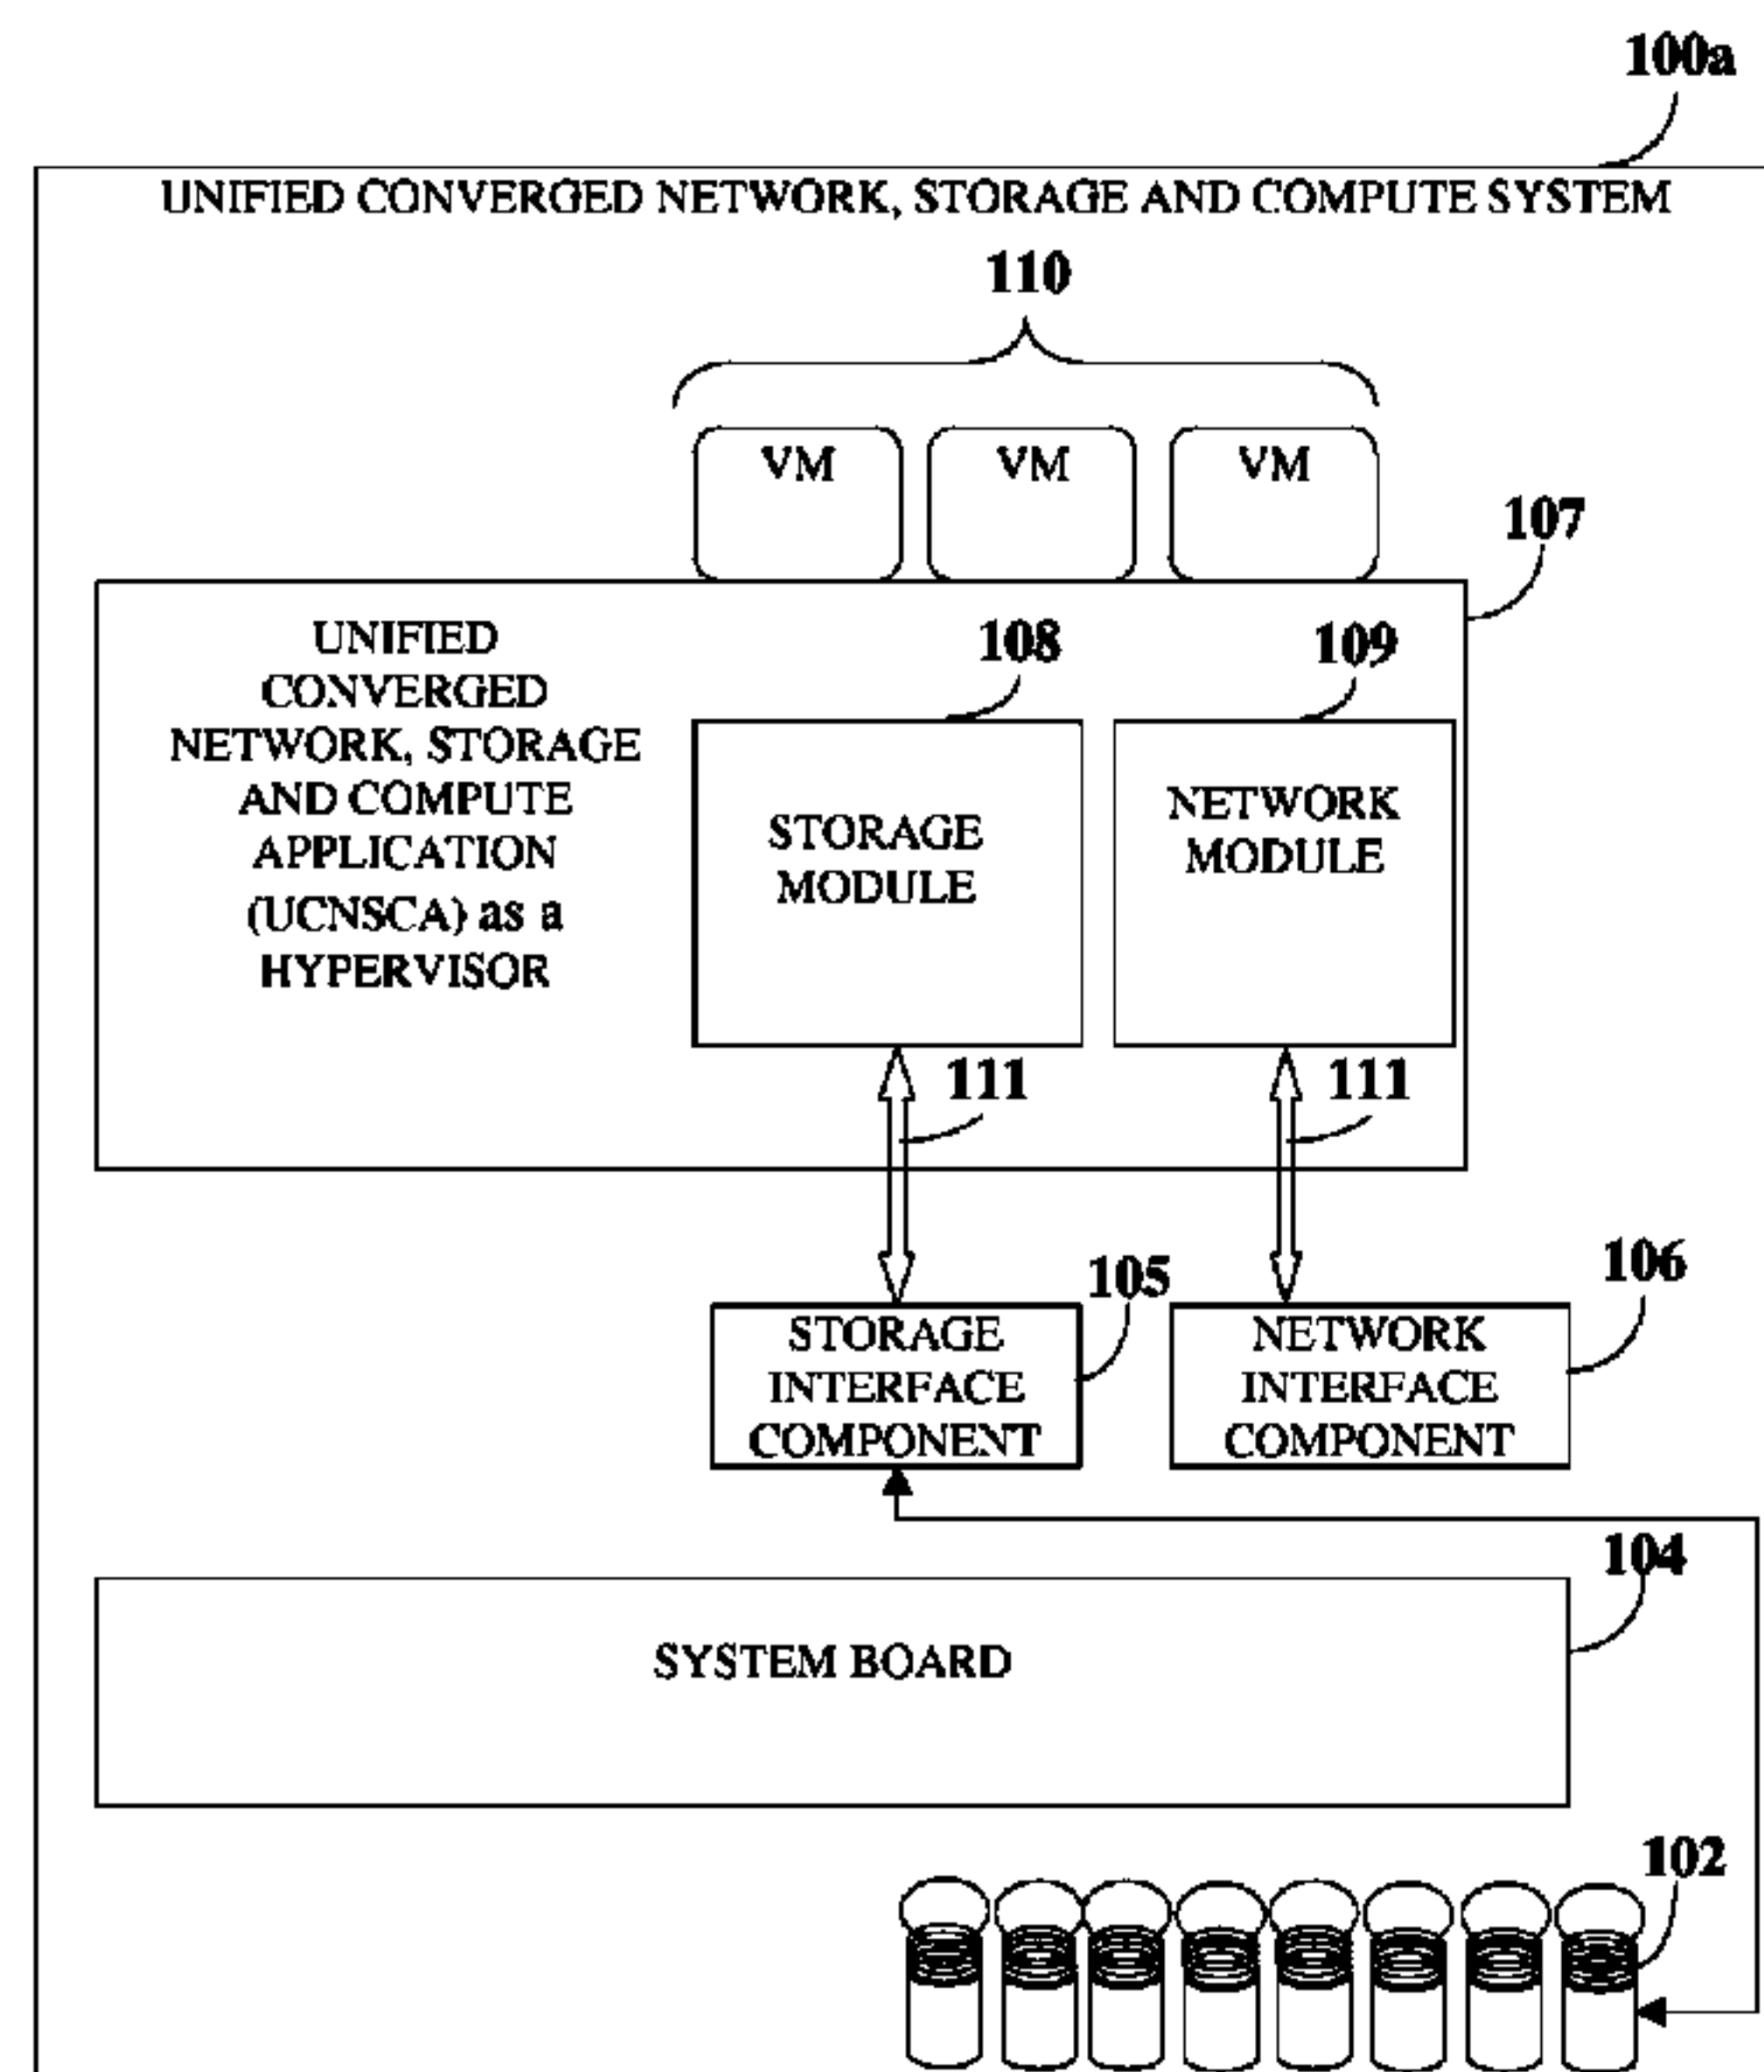 100a
UNIFIED CONVERGED NETWORK, STORAGE AND COMPUTE SYSTEM
110
VM
VM
VM
107
UNIFIED
CONVERGED
NETWORK, STORAGE
AND COMPUTE
APPLICATION
(UCNSCA) as a
HYPERVISOR
108
109
STORAGE
MODULE
NETWORK
MODULE
111
111
105
106
STORAGE
INTERFACE
COMPONENT
NETWORK
INTERFACE
COMPONENT
104
SYSTEM BOARD
102